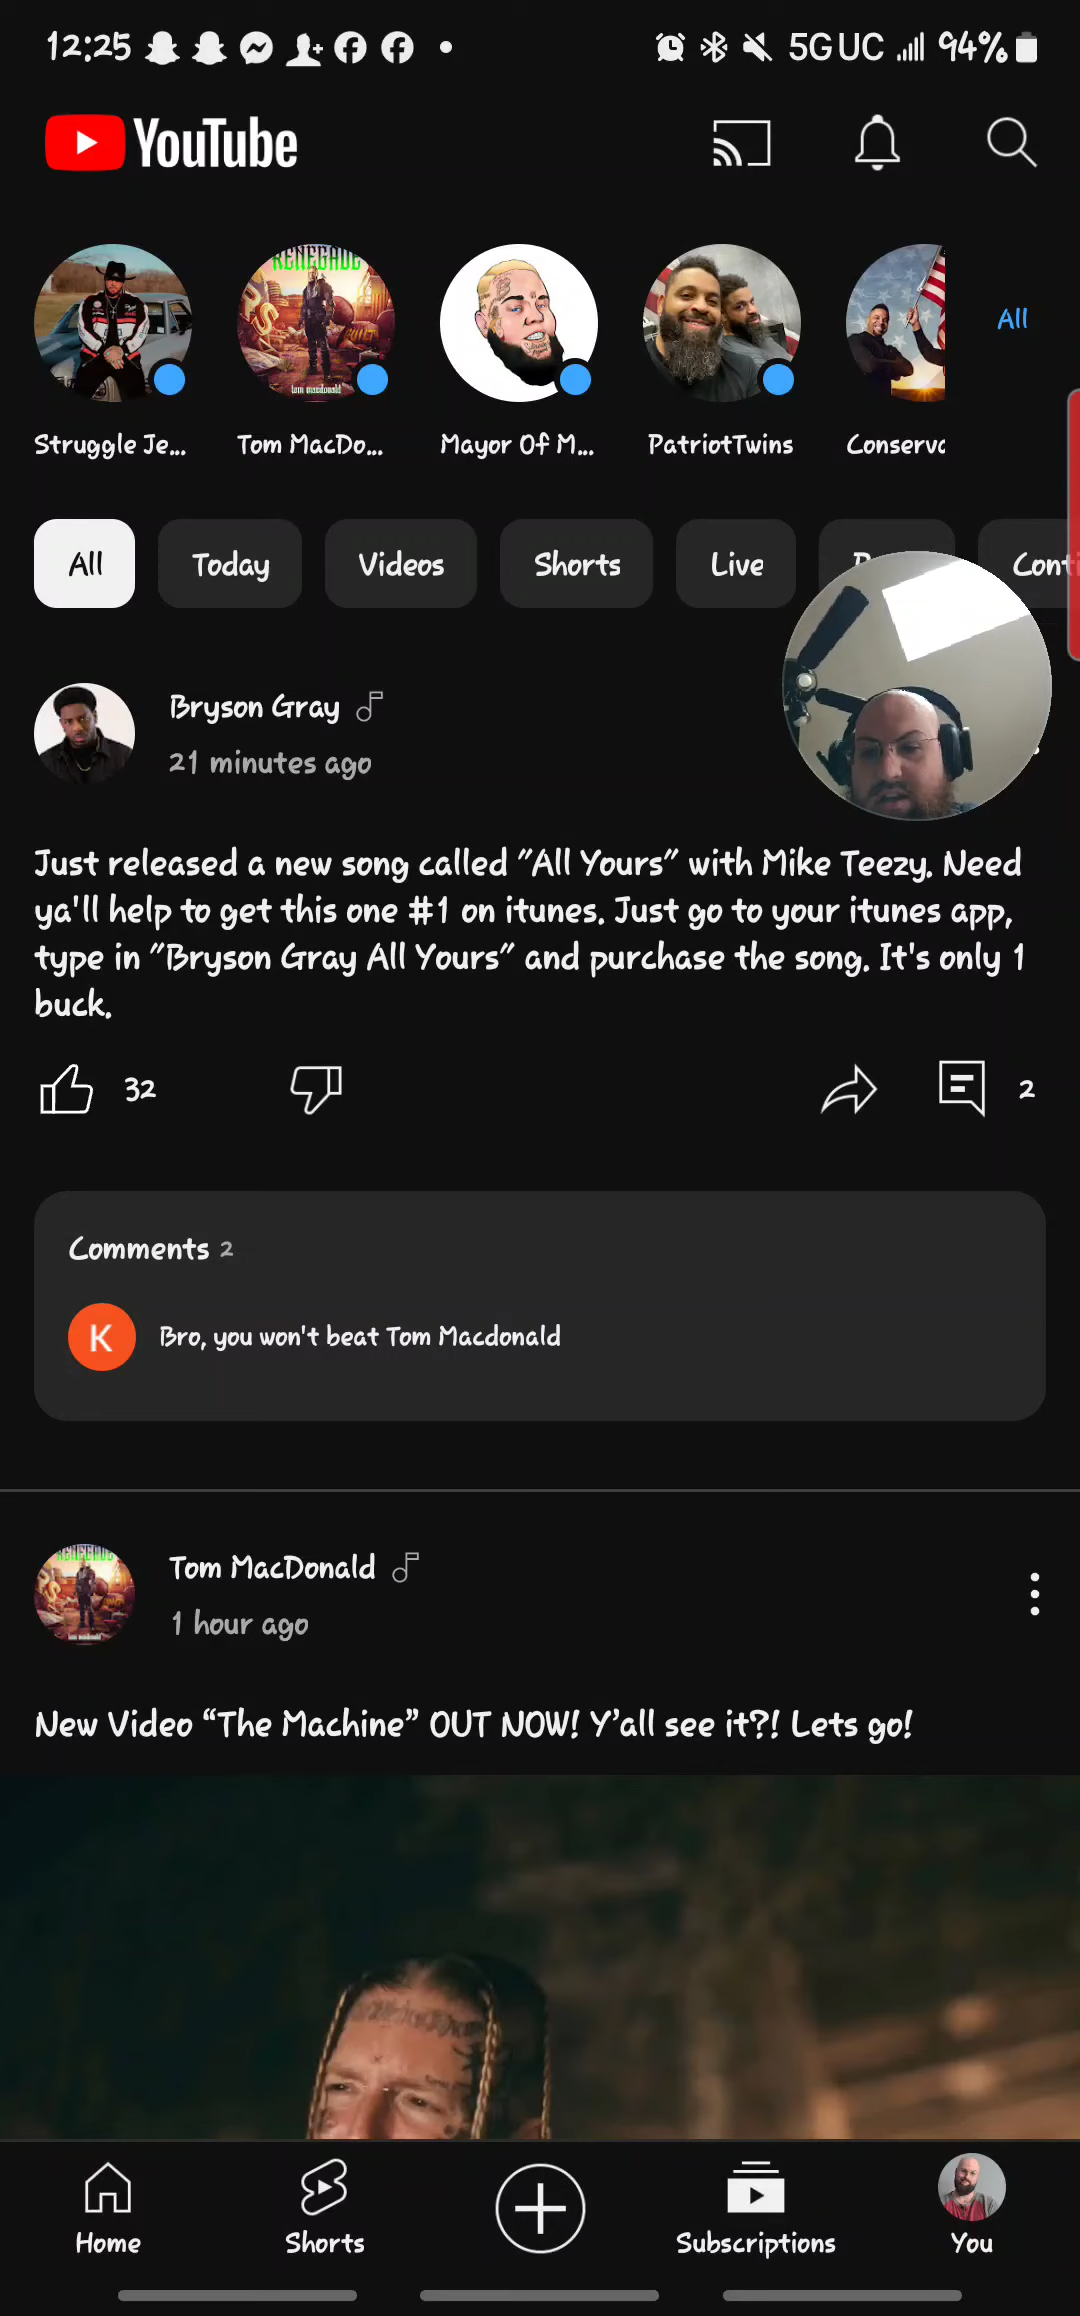 12:25
5G UC
94%
YouTube
RENEGADE
tom macdonald
All
Struggle Je...
Tom MacDo...
Mayor Of M...
PatriotTwins
All
Today
Videos
Shorts
Live
Bryson Gray
21 minutes ago
Just released a new song called "All Yours" with Mike Teezy. Need
ya'll help to get this one #1 on itunes. Just go to your itunes app,
type in "Bryson Gray All Yours" and purchase the song. It's only 1
buck.
32
2
Comments 2
K
Bro, you won't beat Tom Macdonald
Tom MacDonald
1 hour ago
New Video “The Machine” OUT NOW! Y’all see it?! Lets go!
Home
Shorts
Subscriptions
You